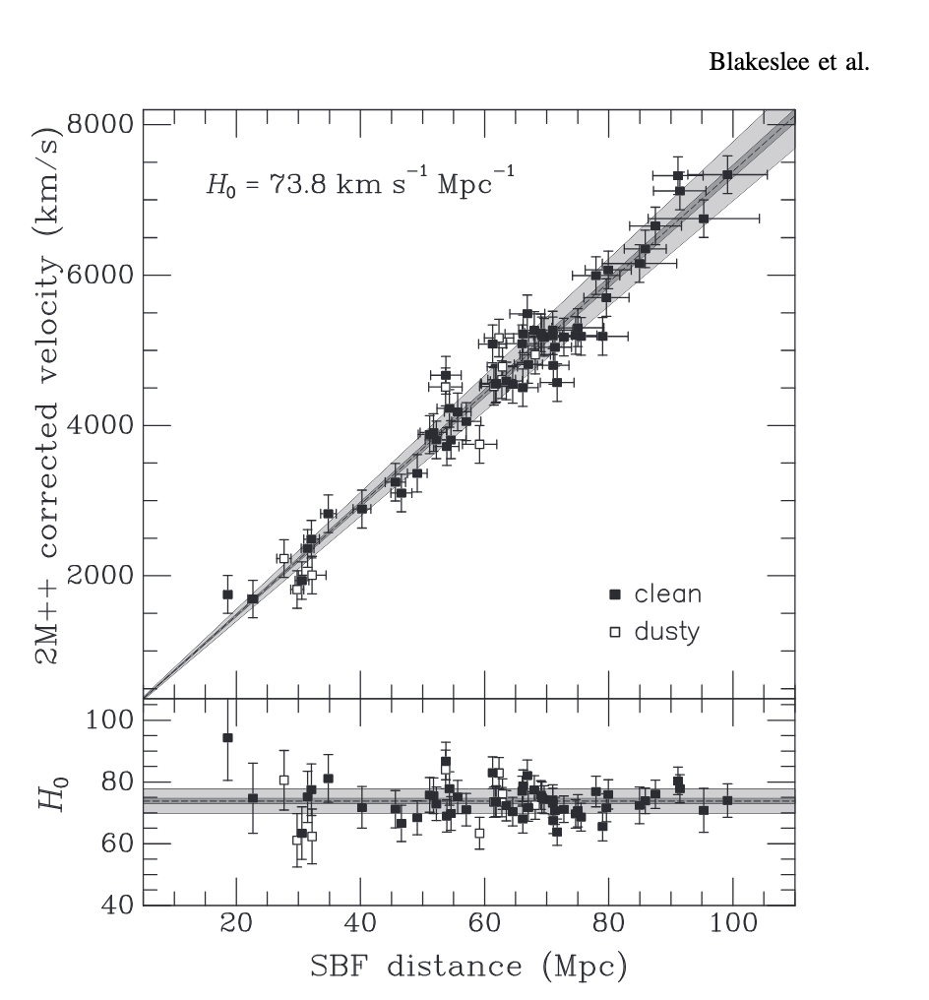 Blakeslee et al.
8000
H₀ = 73.8 km s⁻¹ Mpc⁻¹
6000
4000
2000
2M++ corrected velocity (km/s)
clean
dusty
100
80
60
40
H₀
20 40 60 80 100
SBF distance (Mpc)